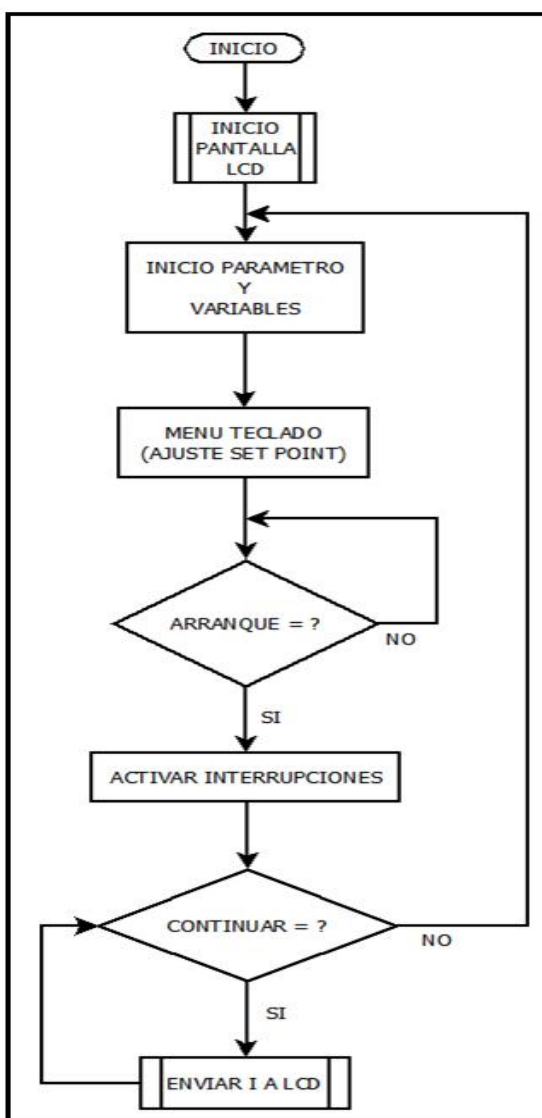 INICIO
INICIO
PANTALLA
LCD
INICIO PARAMETRO
Y
VARIABLES
MENU TECLADO
(AJUSTE SET POINT)
ARRANQUE = ?
NO
SI
ACTIVAR INTERRUPCIONES
CONTINUAR = ?
NO
SI
ENVIAR I A LCD